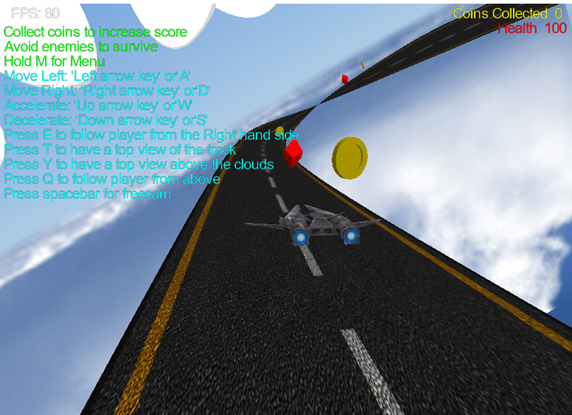 FPS: 80
Coins Collected 0
Health 100
Collect coins to increase score
Avoid enemies to survive
Hold M for Menu
Move Left: 'Left arrow key' or'A'
Move Right: 'Right arrow key' or'D'
Accelerate: 'Up arrow key' or'W'
Decelerate: 'Down arrow key' or'S'
Press E to follow player from the Right hand side
Press T to have a top view of the track
Press Y to have a top view above the clouds
Press Q to follow player from above
Press spacebar for freecam